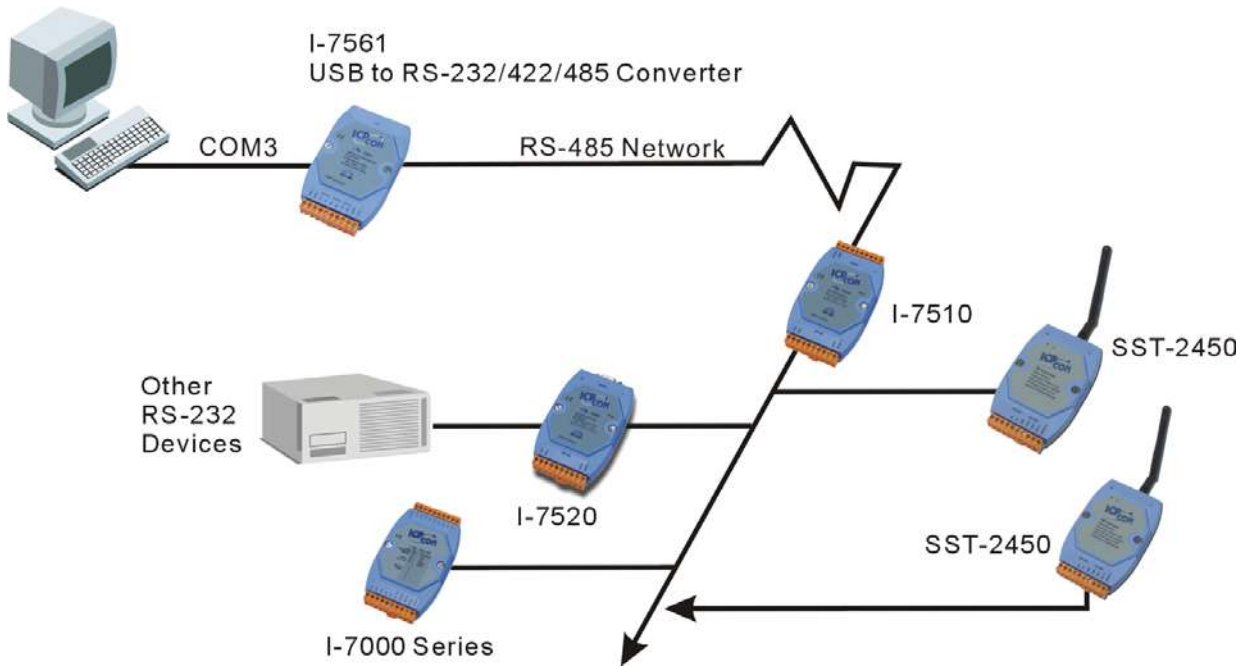 I-7561
USB to RS-232/422/485 Converter
COM3
RS-485 Network
I-7510
SST-2450
Other
RS-232
Devices
I-7520
SST-2450
I-7000 Series